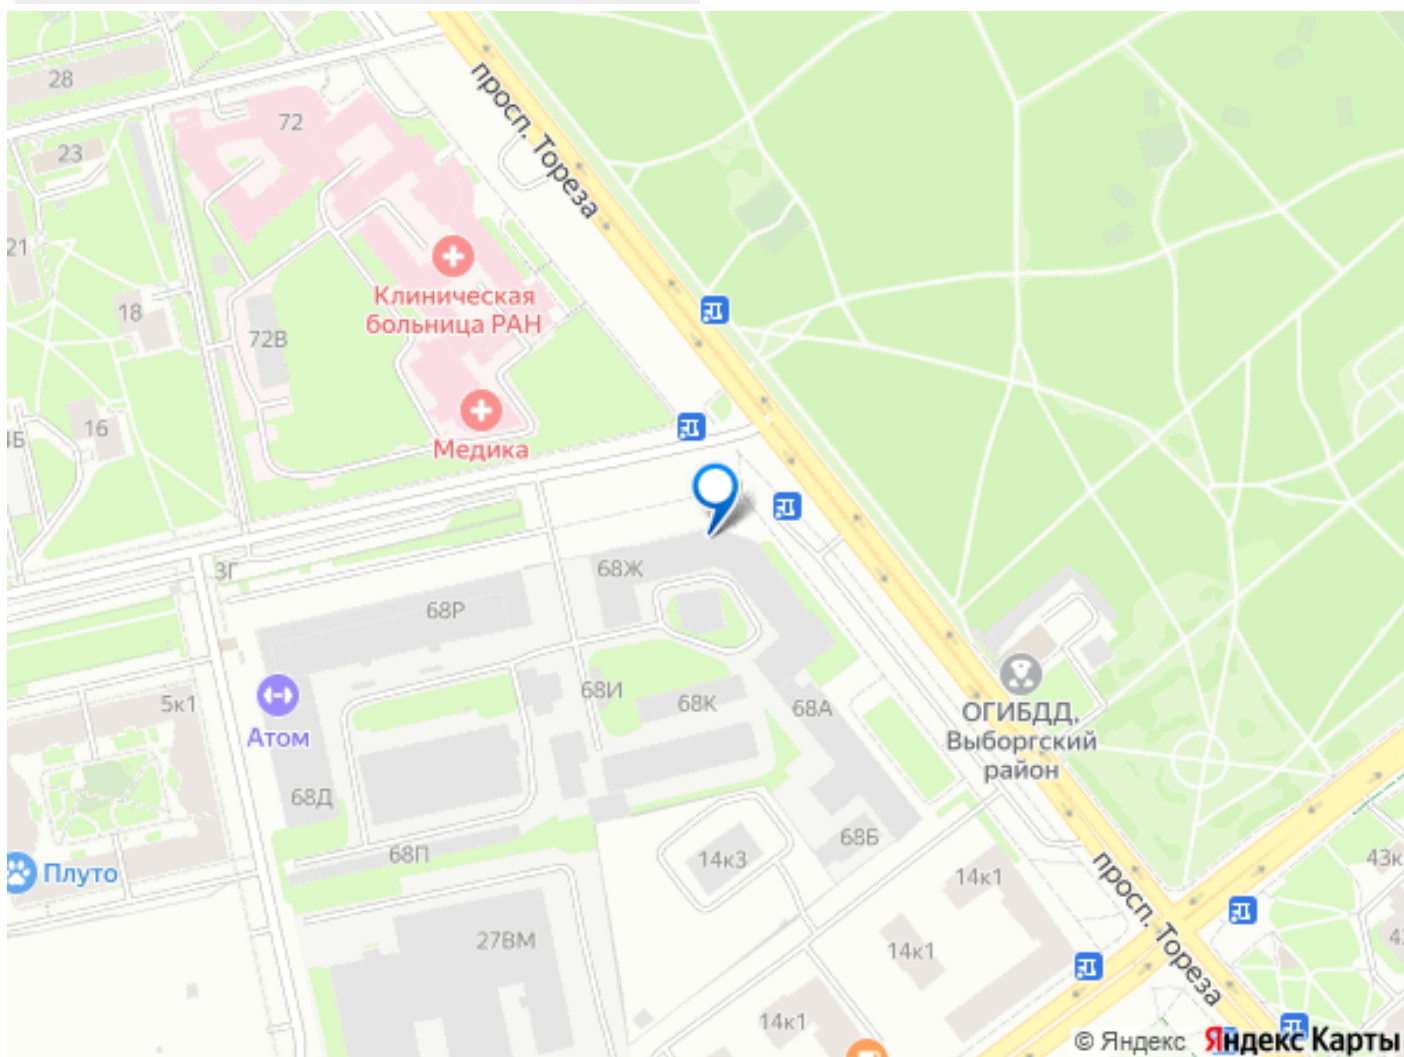 28
просп. Тореза
72
23
21
Клиническая
больница РАН
18
72В
16
Медика
3Г
68Ж
68Р
68И
68К
68А
5к1
Атом
ОГИБДД,
Выборгский
район
68Д
68Б
68П
14к3
Плуто
14к1
43к
просп. Тореза
27ВМ
14к1
14к1
© Яндекс Яндекс Карты